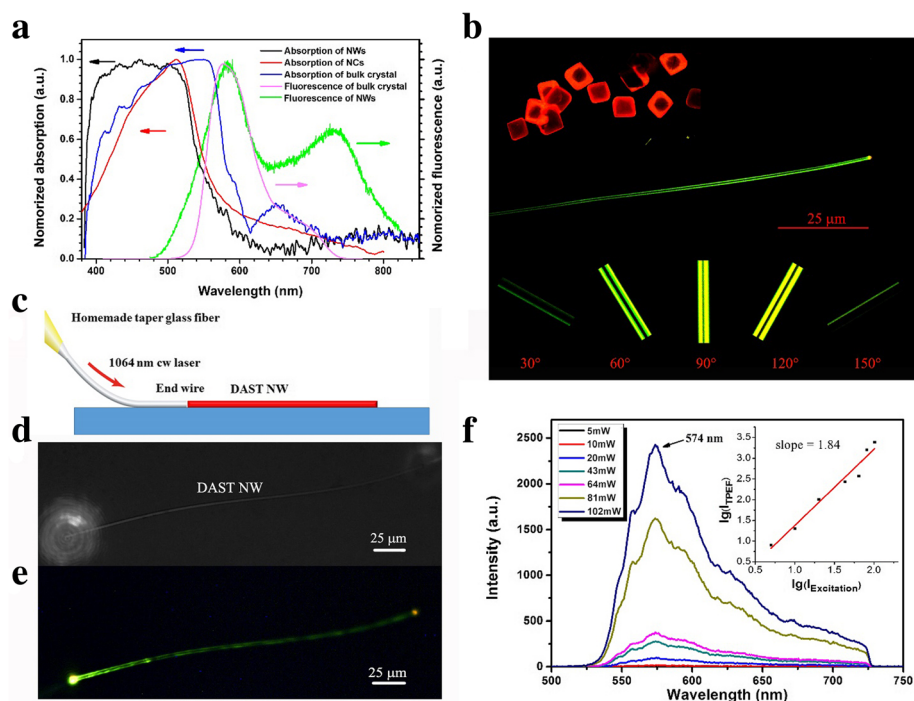 a
Absorption of NWs
Absorption of NCs
Absorption of bulk crystal
Fluorescence of bulk crystal
Fluorescence of NWs
Nomorized absorption
Nomorized fluorescence (a.u.)
1.0
0.8
0.6
0.4
0.2
0.0
400
500
600
700
800
Wavelength (nm)
b
25 µm
30°
60°
90°
120°
150°
c
Homemade taper glass fiber
1064 nm cw laser
End wire
DAST NW
d
DAST NW
25 µm
e
25 µm
f
5mW
10mW
20mW
43mW
64mW
81mW
102mW
574 nm
slope = 1.84
lg(I_TPEF)
3.5
3.0
2.5
2.0
1.5
1.0
0.5
0.5
1.0
1.5
2.0
lg(I_Excitation)
Intensity (a.u.)
2500
2000
1500
1000
500
0
500
550
600
650
700
750
Wavelength (nm)